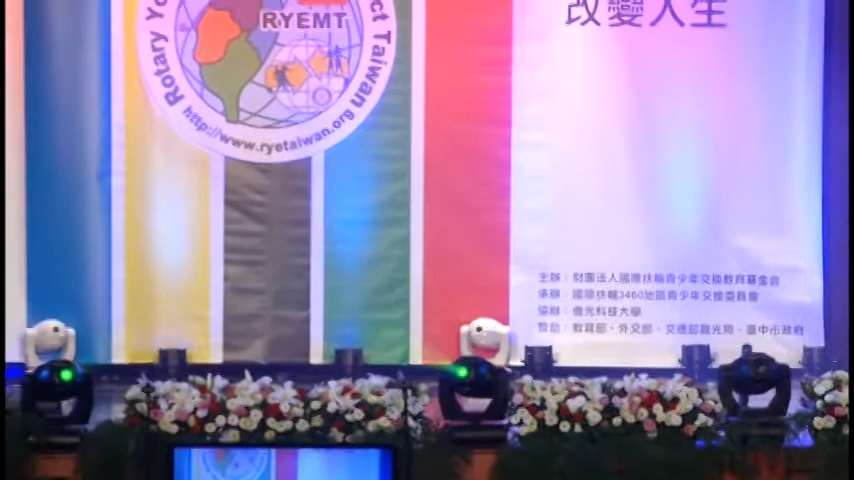 改變人生
RYEMT
Rotary Yo
ct Taiwan
http://www.ryetaiwan.org
主辦：財團法人國際扶輪青少年交換教育基金會
承辦：國際扶輪3460地區青少年交換委員會
協辦：僑光科技大學
贊助：教育部、外交部、交通部觀光局、臺中市政府